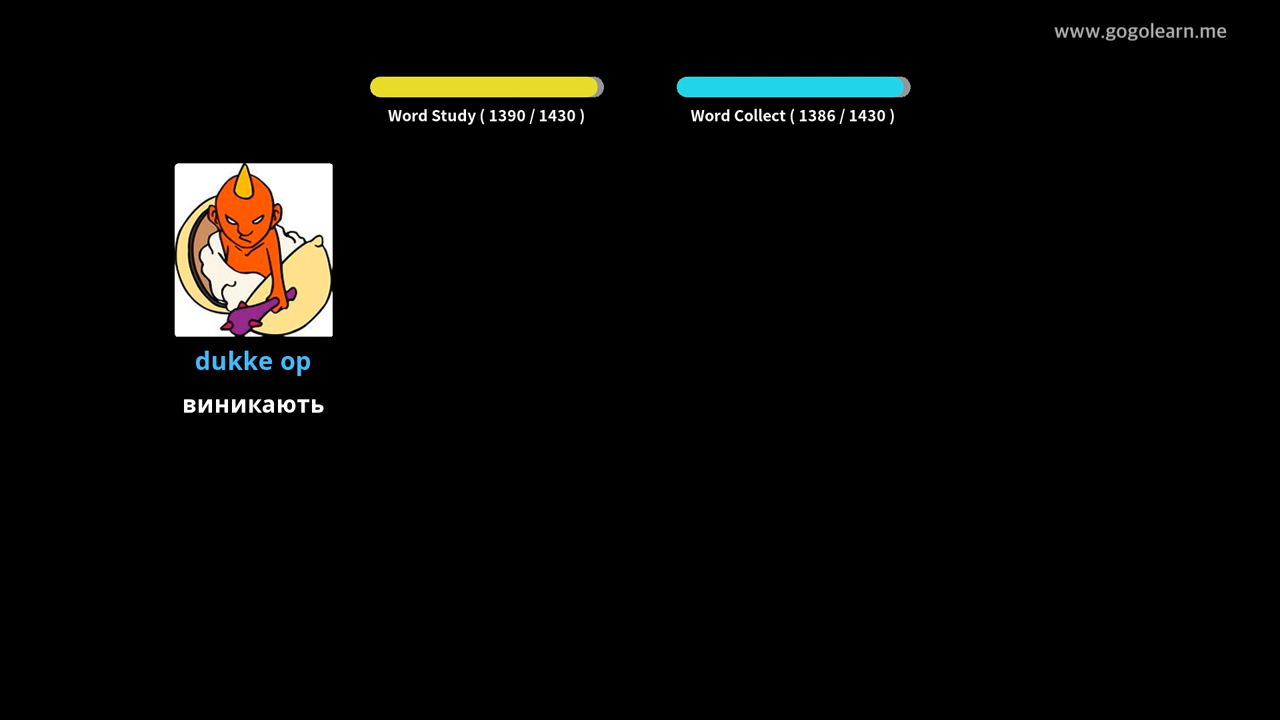 www.gogolearn.me
Word Study ( 1390 / 1430 )
Word Collect ( 1386 / 1430 )
dukke op
виникають